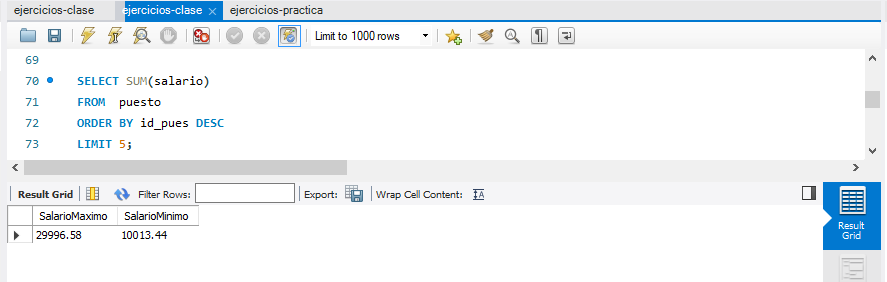 ejercicios-clase ejercicios-clase × ejercicios-practica
Limit to 1000 rows
69
70 SELECT SUM(salario)
71 FROM puesto
72 ORDER BY id_pues DESC
73 LIMIT 5;
Result Grid Filter Rows: Export: Wrap Cell Content:
SalarioMaximo SalarioMinimo
29996.58 10013.44
Result
Grid